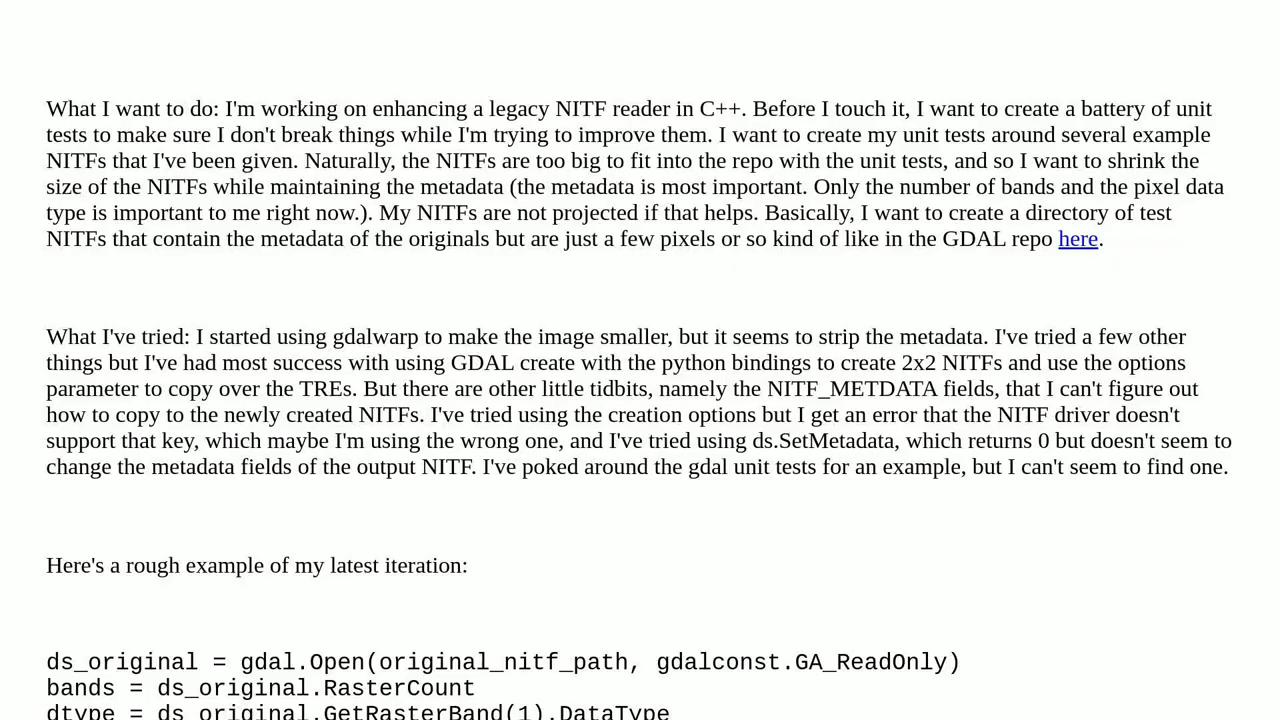 What I want to do: I'm working on enhancing a legacy NITF reader in C++. Before I touch it, I want to create a battery of unit
tests to make sure I don't break things while I'm trying to improve them. I want to create my unit tests around several example
NITFs that I've been given. Naturally, the NITFs are too big to fit into the repo with the unit tests, and so I want to shrink the
size of the NITFs while maintaining the metadata (the metadata is most important. Only the number of bands and the pixel data
type is important to me right now.). My NITFs are not projected if that helps. Basically, I want to create a directory of test
NITFs that contain the metadata of the originals but are just a few pixels or so kind of like in the GDAL repo here.
What I've tried: I started using gdalwarp to make the image smaller, but it seems to strip the metadata. I've tried a few other
things but I've had most success with using GDAL create with the python bindings to create 2x2 NITFs and use the options
parameter to copy over the TREs. But there are other little tidbits, namely the NITF_METDATA fields, that I can't figure out
how to copy to the newly created NITFs. I've tried using the creation options but I get an error that the NITF driver doesn't
support that key, which maybe I'm using the wrong one, and I've tried using ds.SetMetadata, which returns 0 but doesn't seem to
change the metadata fields of the output NITF. I've poked around the gdal unit tests for an example, but I can't seem to find one.
Here's a rough example of my latest iteration:
ds_original = gdal.Open(original_nitf_path, gdalconst.GA_ReadOnly)
bands = ds_original.RasterCount
dtype = ds_original.GetRasterBand(1).DataType